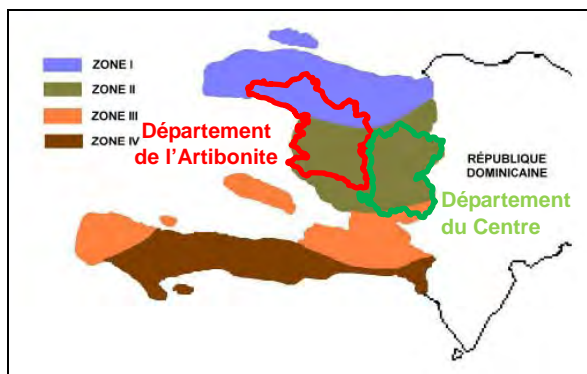 ZONE I
ZONE II
ZONE III
ZONE IV
Département
de l'Artibonite
RÉPUBLIQUE
DOMINICAINE
Département
du Centre